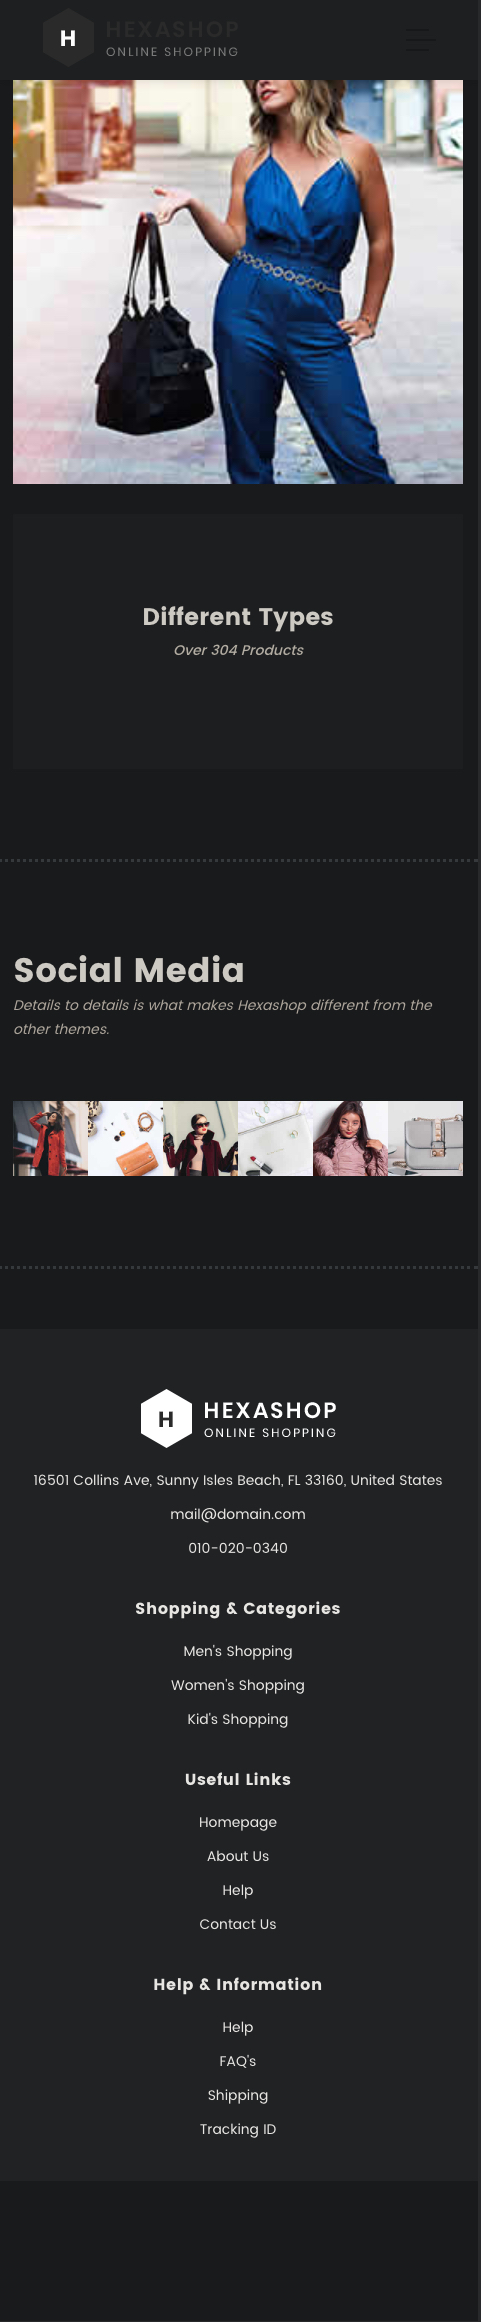 H HEXASHOP
ONLINE SHOPPING
Different Types
Over 304 Products
Social Media
Details to details is what makes Hexashop different from the
other themes.
H HEXASHOP
ONLINE SHOPPING
16501 Collins Ave, Sunny Isles Beach, FL 33160, United States
mail@domain.com
010-020-0340
Shopping & Categories
Men's Shopping
Women's Shopping
Kid's Shopping
Useful Links
Homepage
About Us
Help
Contact Us
Help & Information
Help
FAQ's
Shipping
Tracking ID